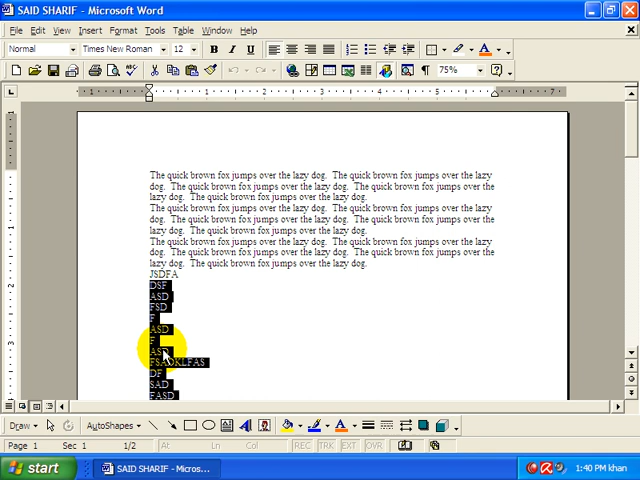 SAID SHARIF - Microsoft Word
File Edit View Insert Format Tools Table Window Help
Normal Times New Roman 12 B I U A
75%
1 1 2 3 4 5 7
The quick brown fox jumps over the lazy dog. The quick brown fox jumps over the lazy
dog. The quick brown fox jumps over the lazy dog. The quick brown fox jumps over the
lazy dog. The quick brown fox jumps over the lazy dog.
The quick brown fox jumps over the lazy dog. The quick brown fox jumps over the lazy
dog. The quick brown fox jumps over the lazy dog. The quick brown fox jumps over the
lazy dog. The quick brown fox jumps over the lazy dog.
The quick brown fox jumps over the lazy dog. The quick brown fox jumps over the lazy
dog. The quick brown fox jumps over the lazy dog. The quick brown fox jumps over the
lazy dog. The quick brown fox jumps over the lazy dog.
JSDFA
DSF
ASD
FSD
F
ASD
F
ASD
FSADKLFAS
DF
SAD
FASD
Draw AutoShapes
Page 1 Sec 1 1/2 At Ln Col REC TRK EXT OVR
start SAID SHARIF - Micros... 1:40 PM khan